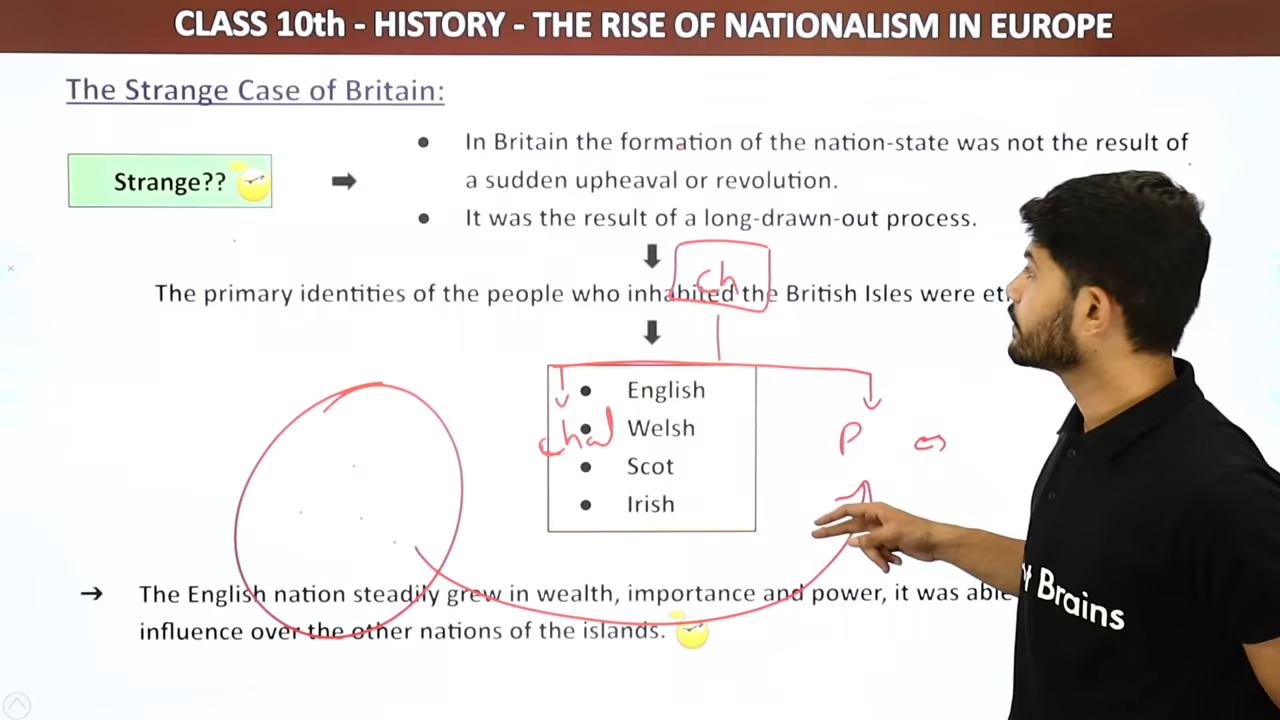 CLASS 10th - HISTORY - THE RISE OF NATIONALISM IN EUROPE
The Strange Case of Britain:
Strange??
● In Britain the formation of the nation-state was not the result of
a sudden upheaval or revolution.
● It was the result of a long-drawn-out process.
ch
The primary identities of the people who inhabited the British Isles were
● English
● Welsh
● Scot
● Irish
P
→ The English nation steadily grew in wealth, importance and power, it was able
influence over the other nations of the islands.
Brains